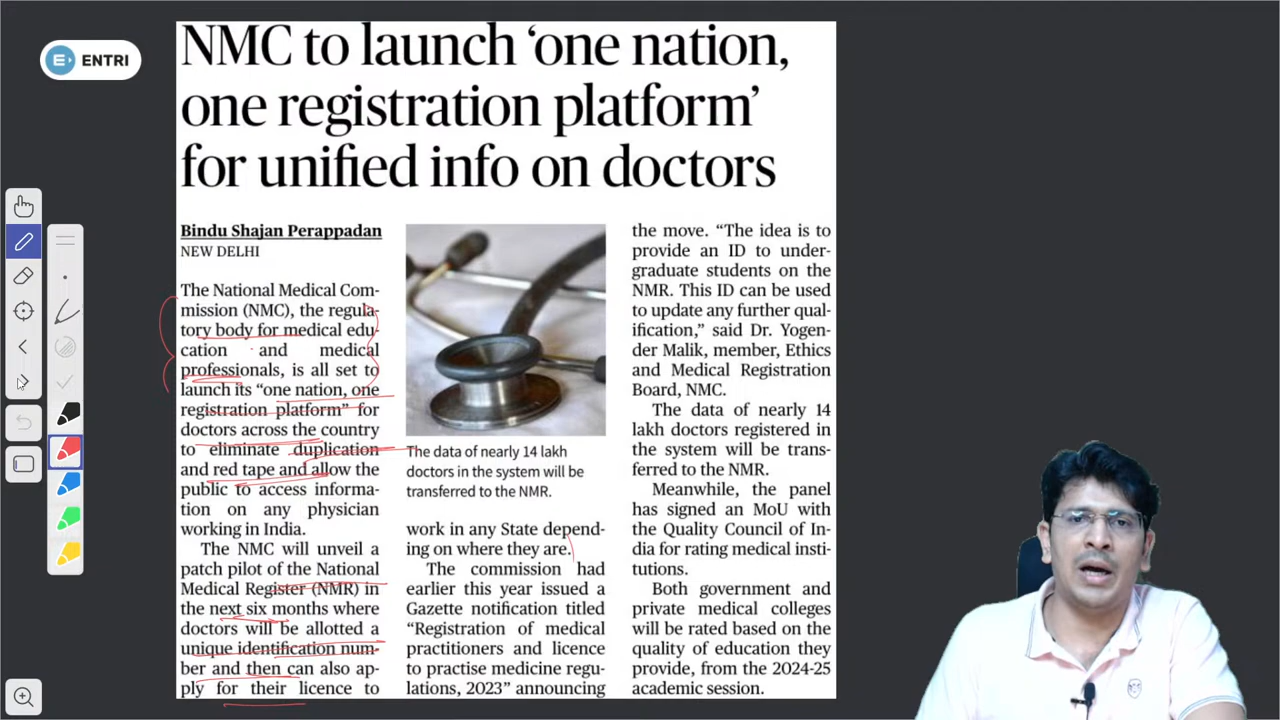 ENTRI
NMC to launch ‘one nation,
one registration platform’
for unified info on doctors
Bindu Shajan Perappadan
NEW DELHI
The National Medical Com-
mission (NMC), the regula-
tory body for medical edu-
cation and medical
professionals, is all set to
launch its “one nation, one
registration platform” for
doctors across the country
to eliminate duplication
and red tape and allow the
public to access informa-
tion on any physician
working in India.
The NMC will unveil a
patch pilot of the National
Medical Register (NMR) in
the next six months where
doctors will be allotted a
unique identification num-
ber and then can also ap-
ply for their licence to
The data of nearly 14 lakh
doctors in the system will be
transferred to the NMR.
work in any State depend-
ing on where they are.
The commission had
earlier this year issued a
Gazette notification titled
“Registration of medical
practitioners and licence
to practise medicine regu-
lations, 2023” announcing
the move. “The idea is to
provide an ID to under-
graduate students on the
NMR. This ID can be used
to update any further qual-
ification,” said Dr. Yogen-
der Malik, member, Ethics
and Medical Registration
Board, NMC.
The data of nearly 14
lakh doctors registered in
the system will be trans-
ferred to the NMR.
Meanwhile, the panel
has signed an MoU with
the Quality Council of In-
dia for rating medical insti-
tutions.
Both government and
private medical colleges
will be rated based on the
quality of education they
provide, from the 2024-25
academic session.